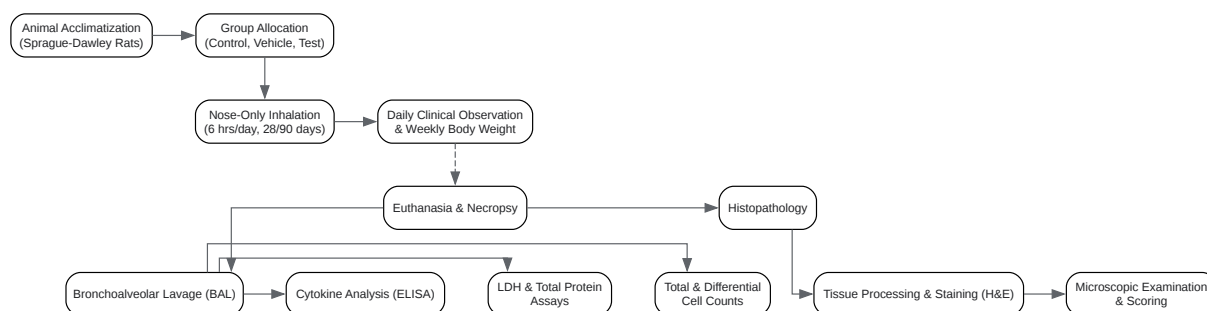 Animal Acclimatization
(Sprague-Dawley Rats)
Group Allocation
(Control, Vehicle, Test)
Nose-Only Inhalation
(6 hrs/day, 28/90 days)
Daily Clinical Observation
& Weekly Body Weight
Euthanasia & Necropsy
Histopathology
Bronchoalveolar Lavage (BAL)
Cytokine Analysis (ELISA)
LDH & Total Protein
Assays
Total & Differential
Cell Counts
Tissue Processing & Staining (H&E)
Microscopic Examination
& Scoring